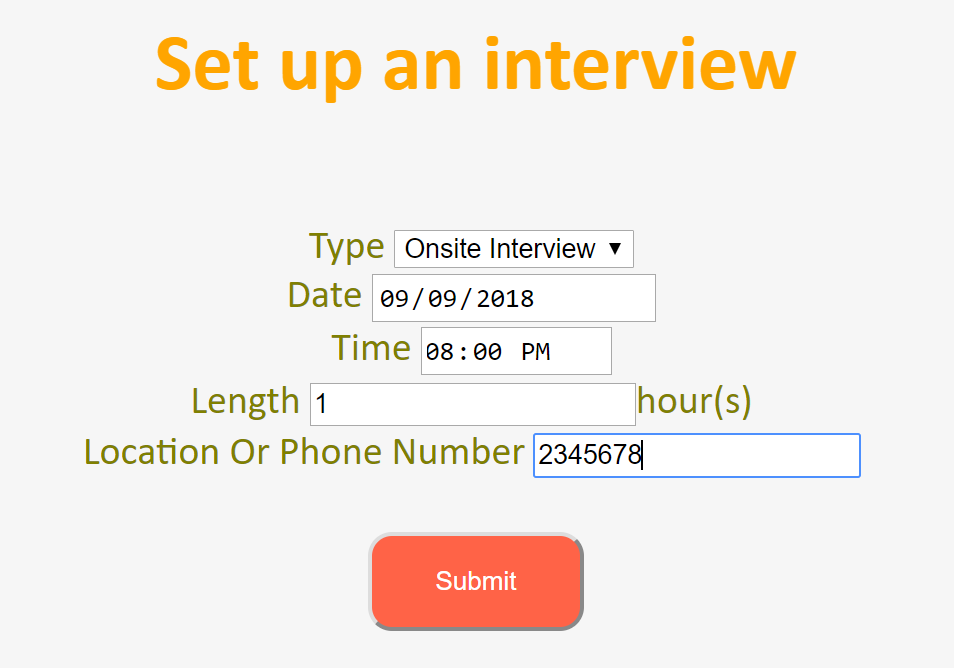 Set up an interview
Type Onsite Interview
Date 09/09/2018
Time 08:00 PM
Length 1 hour(s)
Location Or Phone Number 2345678
Submit